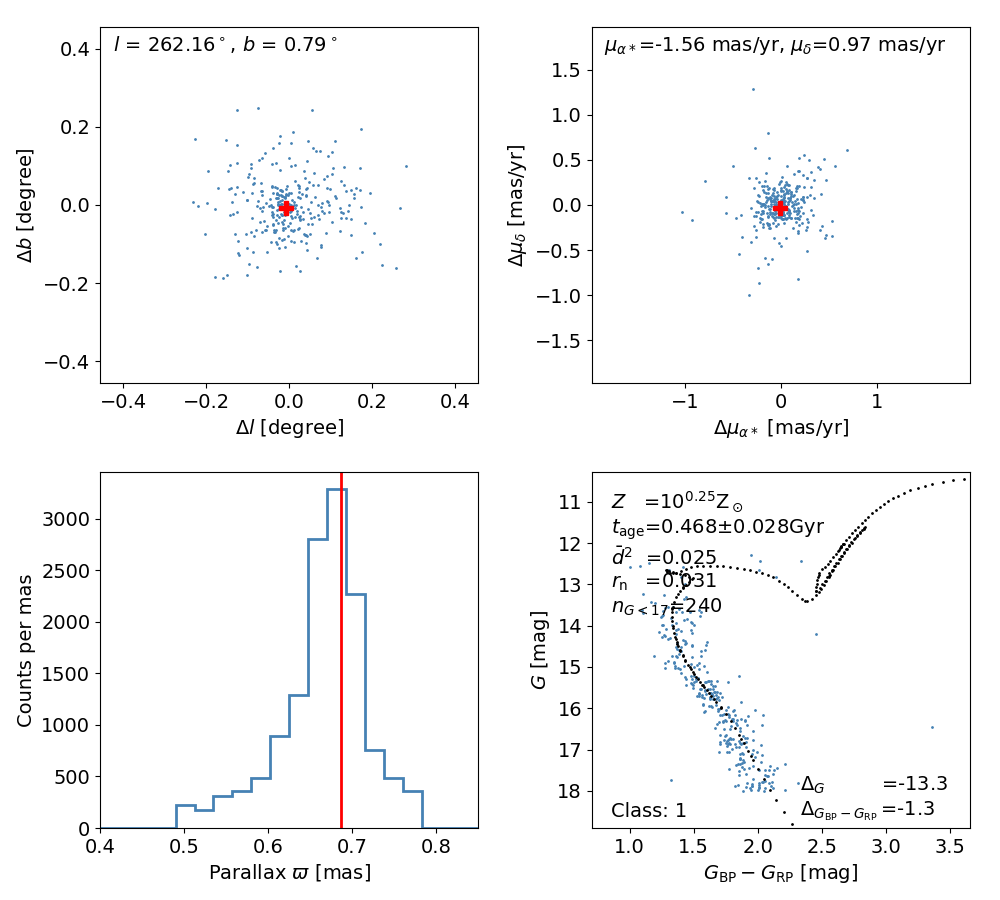 l = 262.16°, b = 0.79°
0.4
0.2
0.0
−0.2
−0.4
Δb [degree]
−0.4 −0.2 0.0 0.2 0.4
Δl [degree]
μα∗=-1.56 mas/yr, μδ=0.97 mas/yr
1.5
1.0
0.5
0.0
−0.5
−1.0
−1.5
Δμδ [mas/yr]
−1 0 1
Δμα∗ [mas/yr]
3000
2500
2000
1500
1000
500
0
Counts per mas
0.4 0.5 0.6 0.7 0.8
Parallax ϖ [mas]
Z =10^0.25Z⊙
tage=0.468±0.028Gyr
d̄² =0.025
rn =0.031
nG<17=240
11
12
13
14
15
16
17
18
G [mag]
ΔG =-13.3
ΔGBP−GRP=-1.3
Class: 1
1.0 1.5 2.0 2.5 3.0 3.5
GBP − GRP [mag]